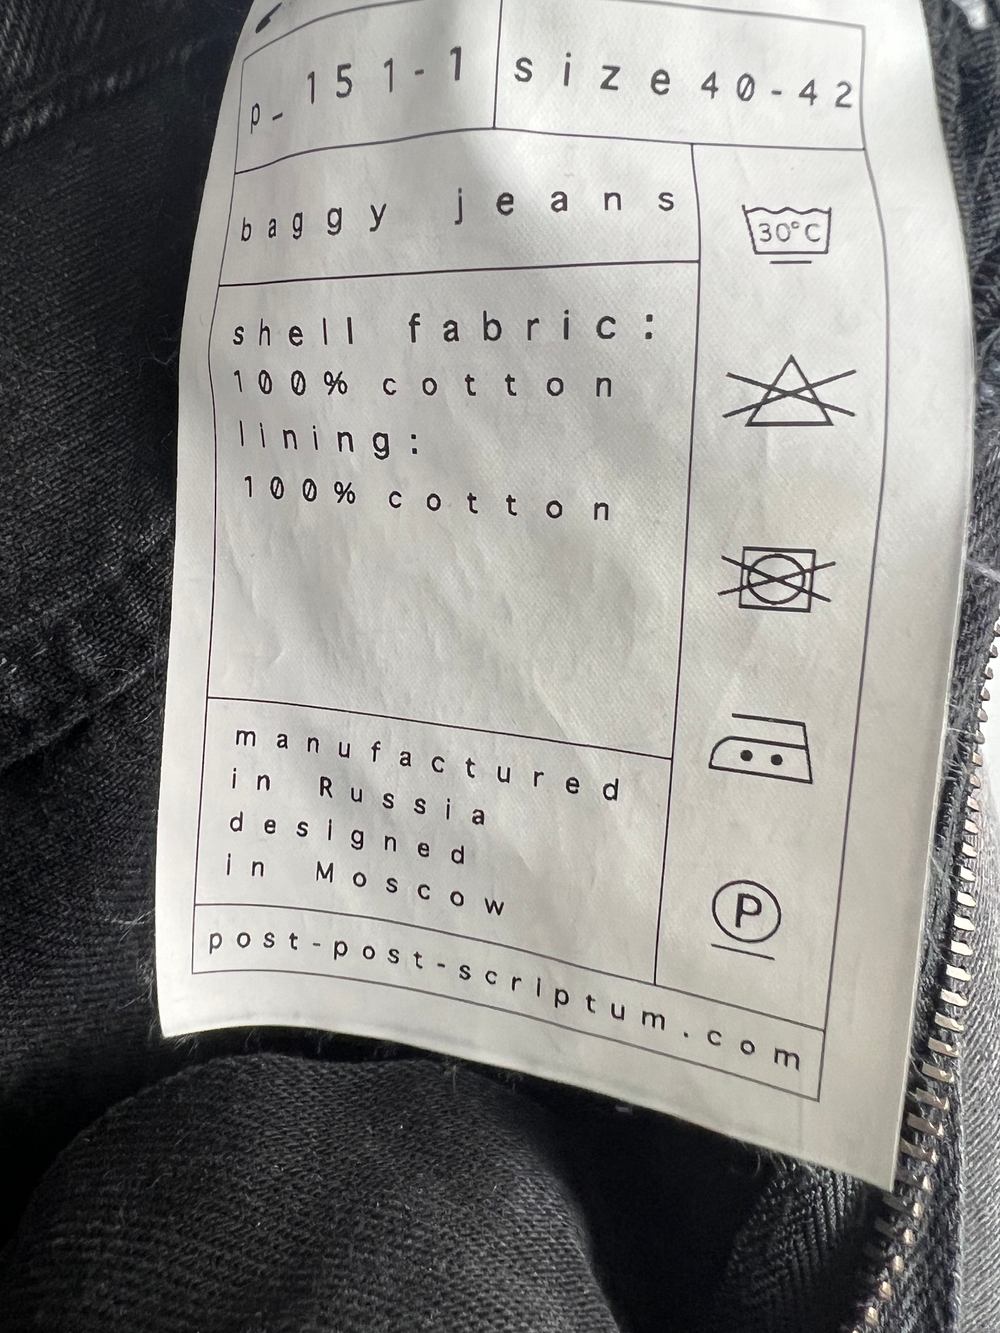 p_151-1 size 40-42
baggy jeans
30°C
shell fabric:
100% cotton
lining:
100% cotton
manufactured
in Russia
designed
in Moscow
P
post-post-scriptum.com